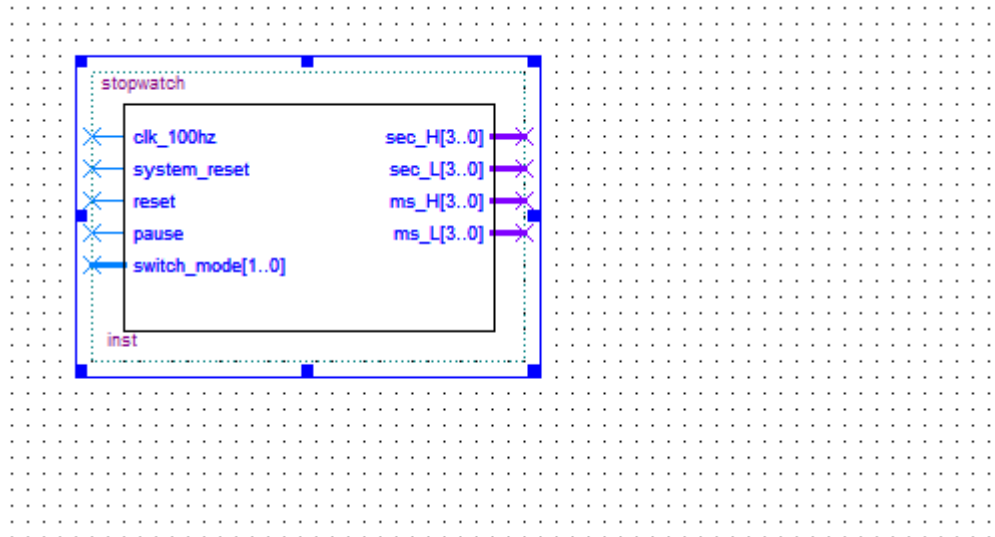 stopwatch
clk_100hz sec_H[3..0]
system_reset sec_L[3..0]
reset ms_H[3..0]
pause ms_L[3..0]
switch_mode[1..0]
inst